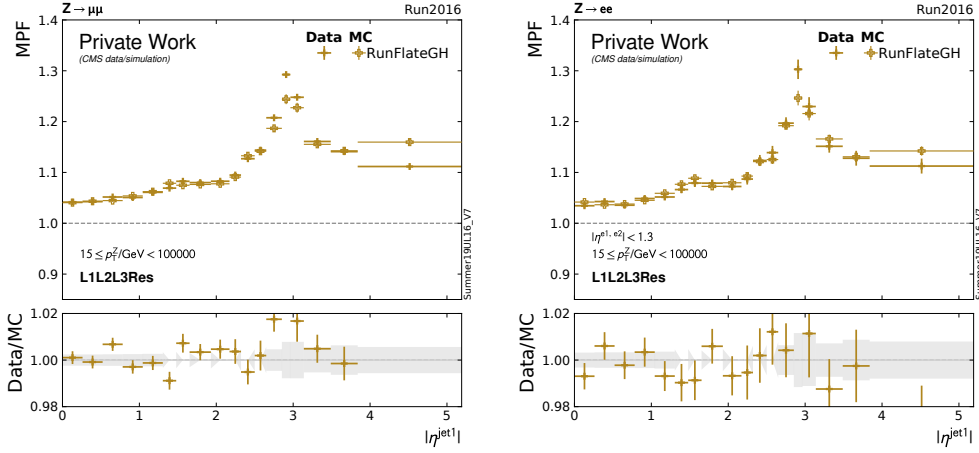 Z → μμ
Run2016
MPF
1.4
1.3
1.2
1.1
1.0
0.9
Private Work
(CMS data/simulation)
Data MC
RunFlateGH
15 ≤ p_T^Z/GeV < 100000
L1L2L3Res
Summer19UL16_V7
Data/MC
1.02
1.00
0.98
0 1 2 3 4 5
|η^jet1|
Z → ee
Run2016
MPF
1.4
1.3
1.2
1.1
1.0
0.9
Private Work
(CMS data/simulation)
Data MC
RunFlateGH
|η^e1, e2| < 1.3
15 ≤ p_T^Z/GeV < 100000
L1L2L3Res
Summer19UL16_V7
Data/MC
1.02
1.00
0.98
0 1 2 3 4 5
|η^jet1|